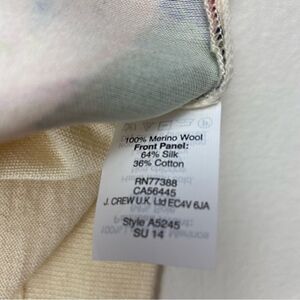 100% Merino Wool
Front Panel:
64% Silk
36% Cotton
RN77388
CA56445
J. CREW U.K. Ltd EC4V 6JA
Style A5245
SU 14